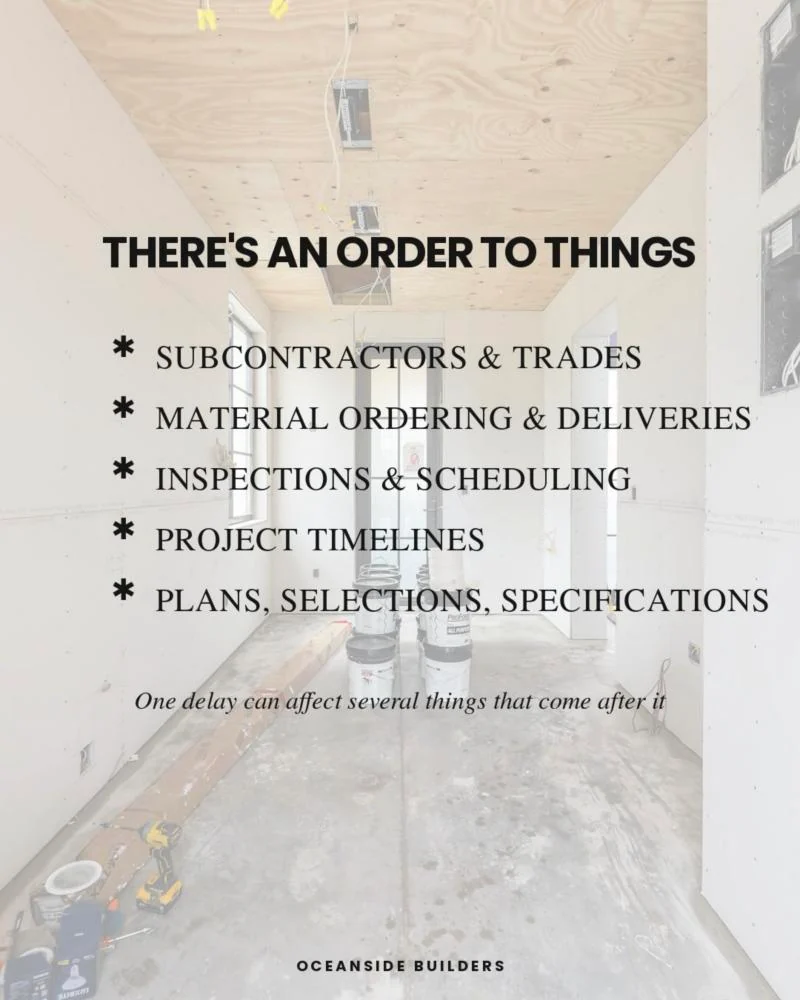 THERE'S AN ORDER TO THINGS
* SUBCONTRACTORS & TRADES
* MATERIAL ORDERING & DELIVERIES
* INSPECTIONS & SCHEDULING
* PROJECT TIMELINES
* PLANS, SELECTIONS, SPECIFICATIONS
One delay can affect several things that come after it
OCEANSIDE BUILDERS